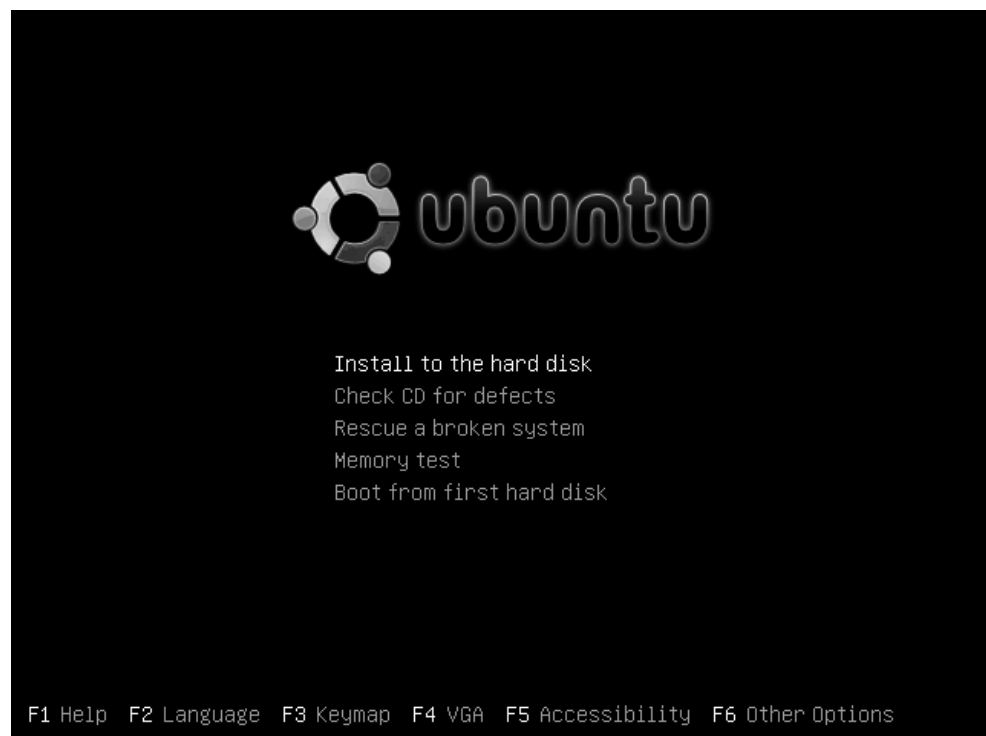 ubuntu
Install to the hard disk
Check CD for defects
Rescue a broken system
Memory test
Boot from first hard disk
F1 Help F2 Language F3 Keymap F4 VGA F5 Accessibility F6 Other Options